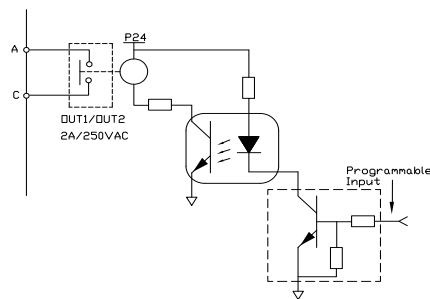 P24
A
C
OUT1/OUT2
2A/250VAC
Programmable
Input